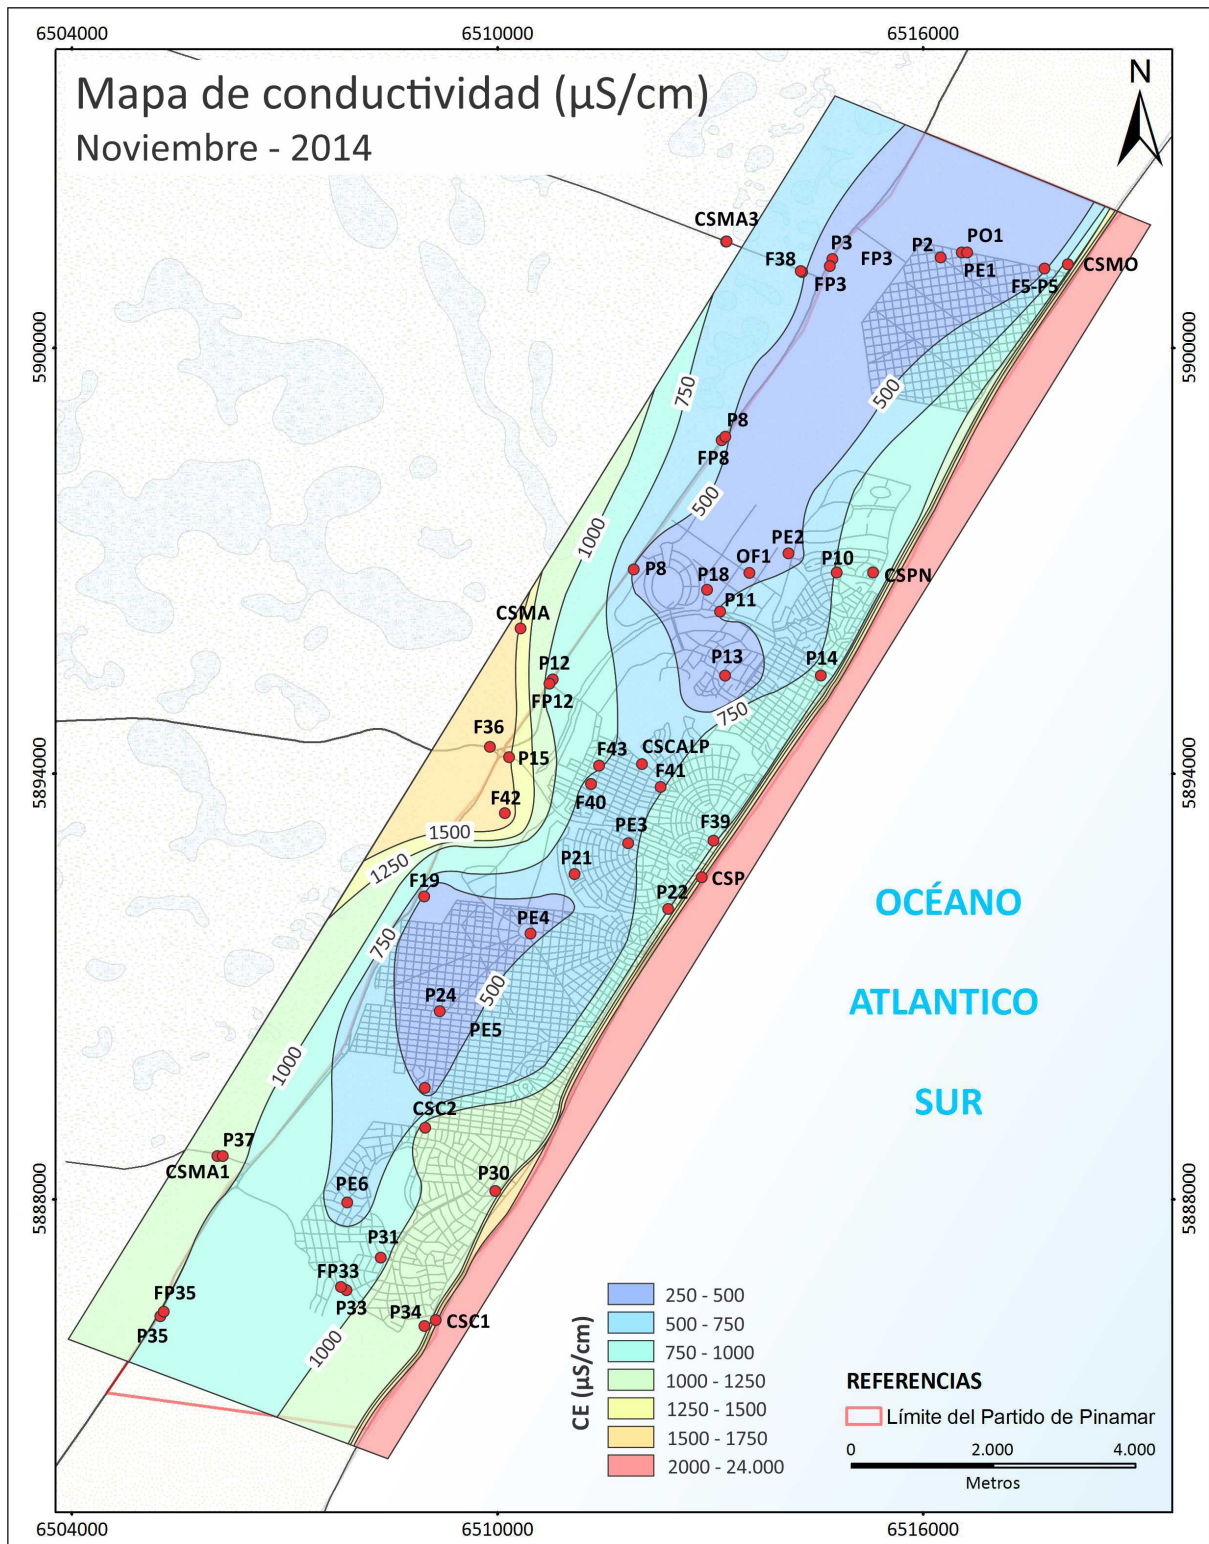 6504000
6510000
6516000
Mapa de conductividad (µS/cm)
Noviembre - 2014
N
CSMA3
F38
P3
FP3
FP3
P2
PO1
PE1
F5-P5
CSMO
5900000
5900000
750
500
P8
FP8
500
1000
PE2
OF1
P10
CSPN
P8
P18
P11
CSMA
P12
FP12
P13
P14
750
F36
P15
F43
CSCALP
F41
F40
F42
5894000
5894000
1500
1250
PE3
F39
P21
CSP
F19
P22
PE4
750
500
P24
PE5
OCÉANO
ATLANTICO
SUR
1000
CSC2
P37
CSMA1
PE6
P30
5888000
5888000
P31
FP33
P33
FP35
P35
P34
CSC1
1000
CE (µS/cm)
250 - 500
500 - 750
750 - 1000
1000 - 1250
1250 - 1500
1500 - 1750
2000 - 24.000
REFERENCIAS
Límite del Partido de Pinamar
0 2.000 4.000
Metros
6504000
6510000
6516000